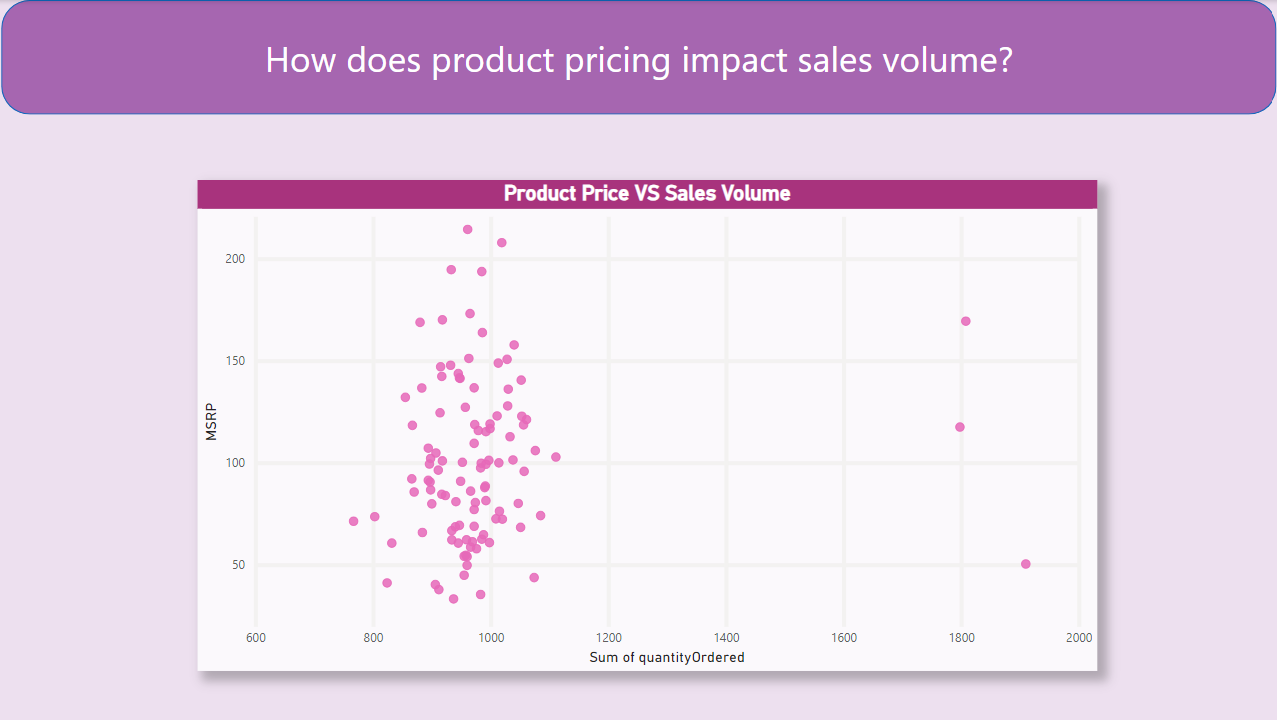 How does product pricing impact sales volume?
Product Price VS Sales Volume
200
150
100
50
MSRP
600 800 1000 1200 1400 1600 1800 2000
Sum of quantityOrdered